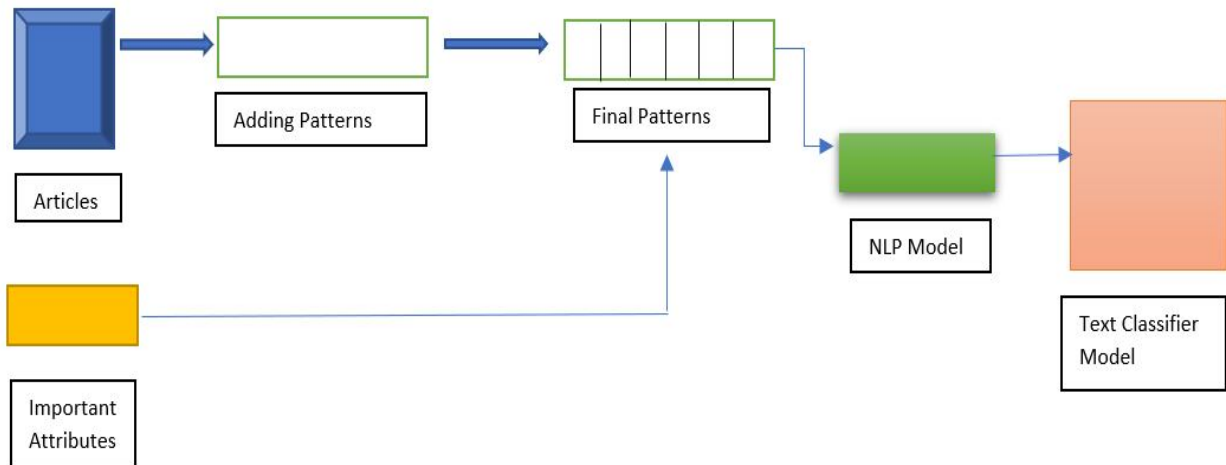 Adding Patterns
Final Patterns
Articles
NLP Model
Text Classifier
Model
Important
Attributes